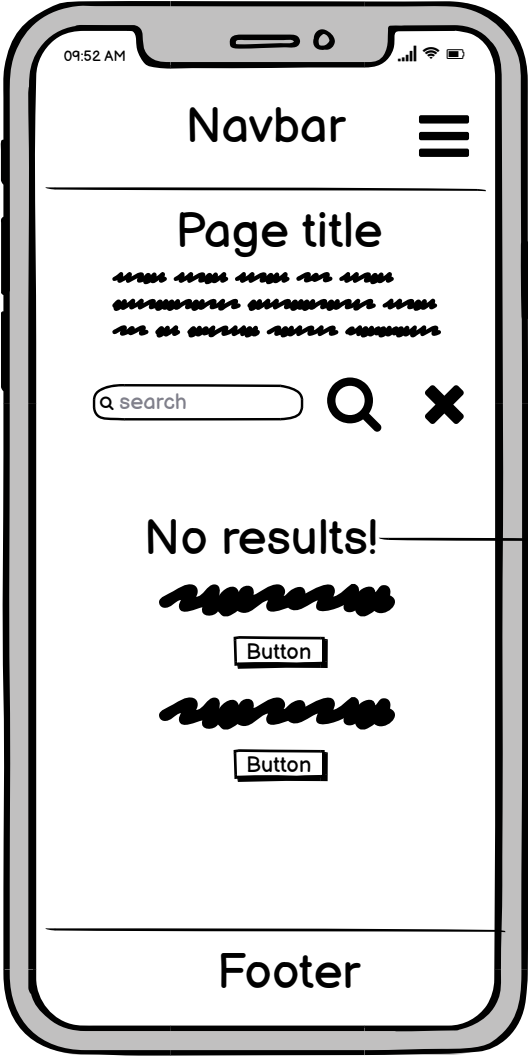 09:52 AM
Navbar
Page title
search
No results!
Button
Button
Footer